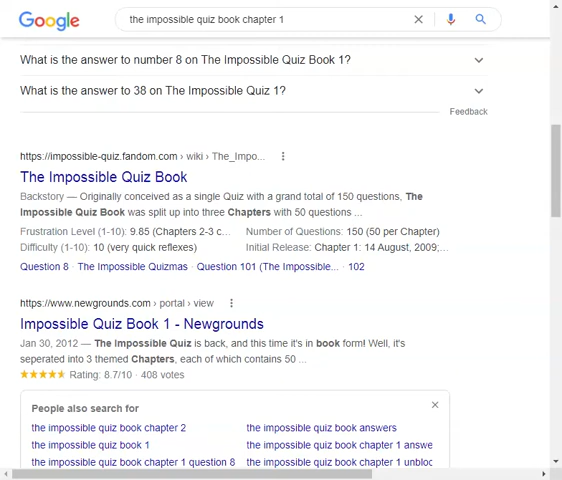 Google
the impossible quiz book chapter 1
What is the answer to number 8 on The Impossible Quiz Book 1?
What is the answer to 38 on The Impossible Quiz 1?
Feedback
https://impossible-quiz.fandom.com › wiki › The_Impo...
The Impossible Quiz Book
Backstory — Originally conceived as a single Quiz with a grand total of 150 questions, The
Impossible Quiz Book was split up into three Chapters with 50 questions ...
Frustration Level (1-10): 9.85 (Chapters 2-3 c... Number of Questions: 150 (50 per Chapter)
Difficulty (1-10): 10 (very quick reflexes) Initial Release: Chapter 1: 14 August, 2009;...
Question 8 · The Impossible Quizmas · Question 101 (The Impossible... · 102
https://www.newgrounds.com › portal › view
Impossible Quiz Book 1 - Newgrounds
Jan 30, 2012 — The Impossible Quiz is back, and this time it's in book form! Well, it's
seperated into 3 themed Chapters, each of which contains 50 ...
Rating: 8.7/10 · 408 votes
People also search for
the impossible quiz book chapter 2 the impossible quiz book answers
the impossible quiz book 1 the impossible quiz book chapter 1 answe
the impossible quiz book chapter 1 question 8 the impossible quiz book chapter 1 unbloc